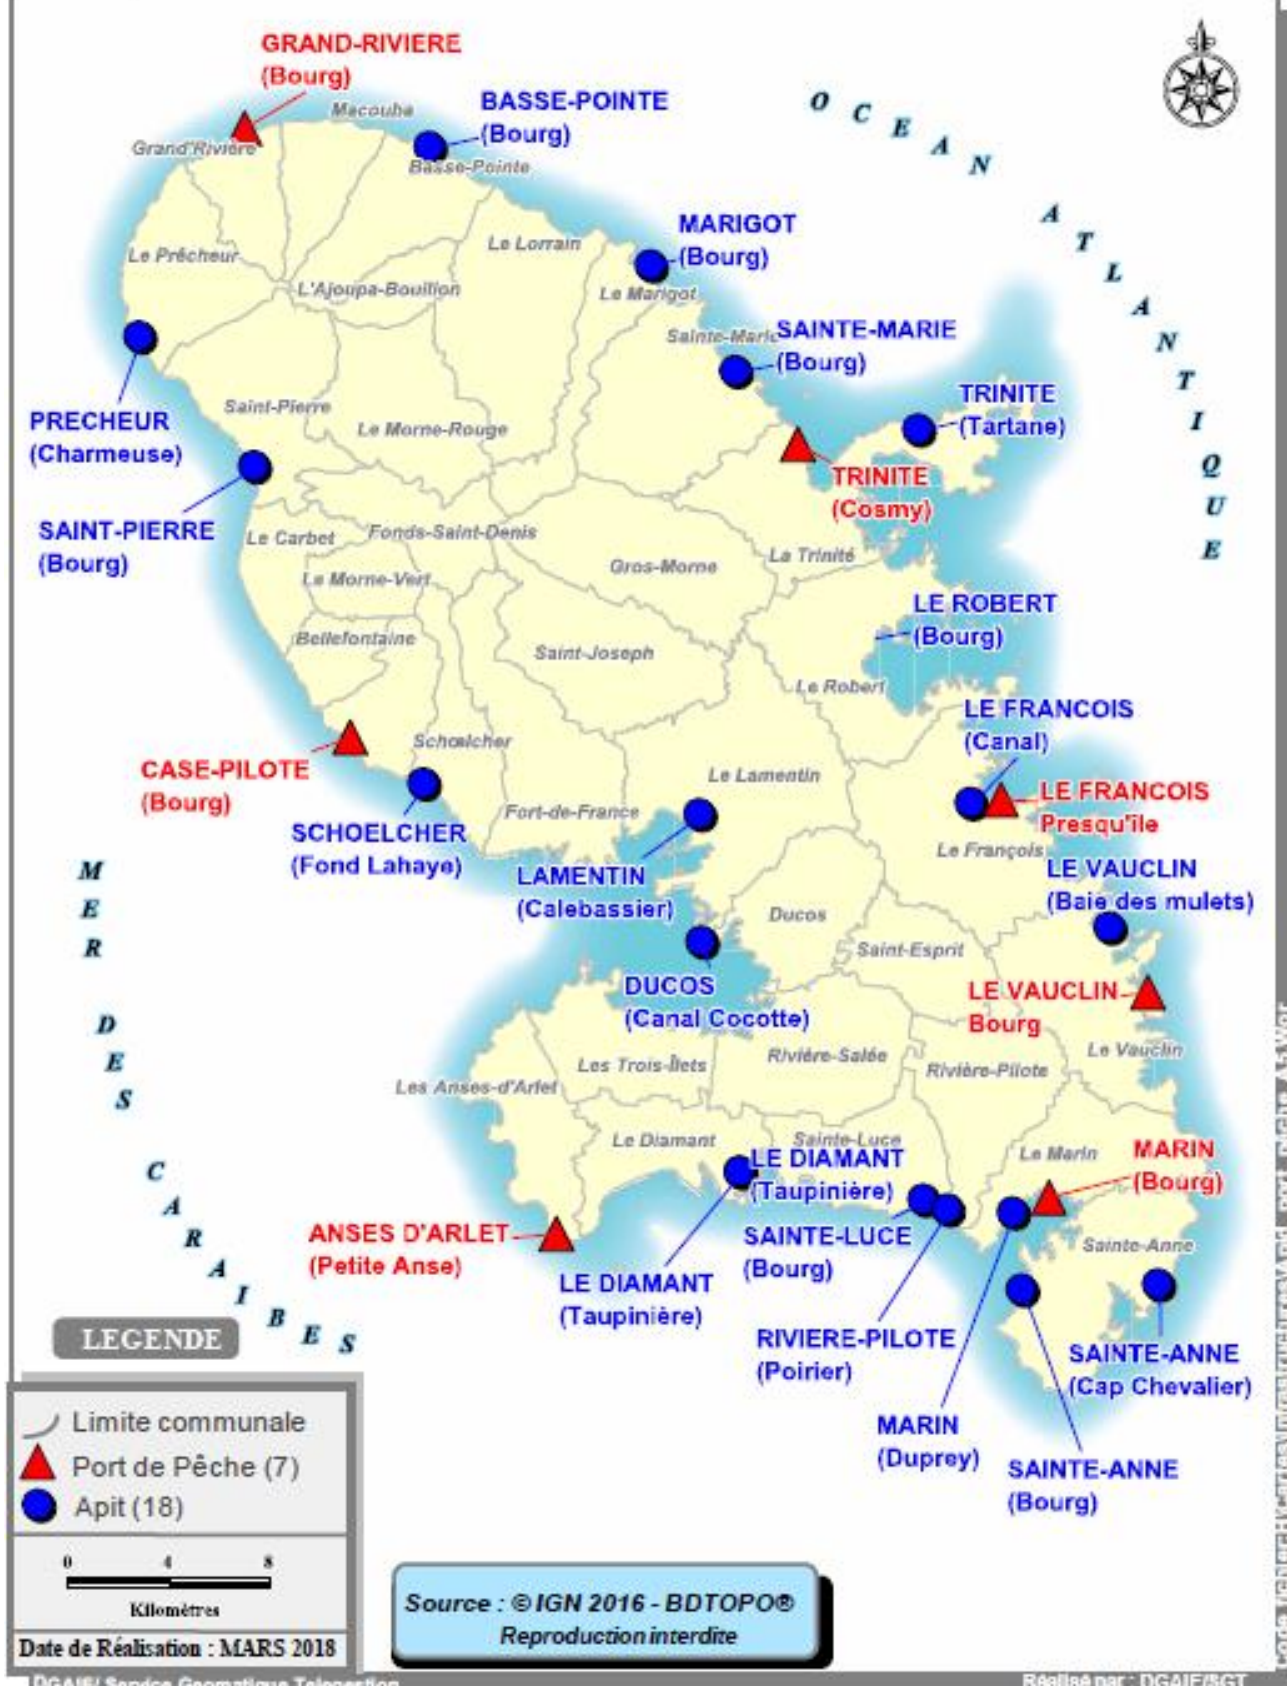 GRAND-RIVIERE
(Bourg)
Macouba
BASSE-POINTE
(Bourg)
Grand'Rivière
Basse-Pointe
OCEAN ATLANTIQUE
MARIGOT
(Bourg)
Le Lorrain
Le Prêcheur
L'Ajoupa-Bouillon
Le Marigot
Sainte-Marie
SAINTE-MARIE
(Bourg)
TRINITE
(Tartane)
PRECHEUR
(Charmeuse)
Saint-Pierre
Le Morne-Rouge
TRINITE
(Cosmy)
SAINT-PIERRE
(Bourg)
Le Carbet
Fonds-Saint-Denis
La Trinité
Gros-Morne
Le Morne-Vert
LE ROBERT
(Bourg)
Bellefontaine
Saint-Joseph
Le Robert
LE FRANCOIS
(Canal)
Schœlcher
CASE-PILOTE
(Bourg)
Le Lamentin
LE FRANCOIS
Presqu'île
Fort-de-France
SCHOELCHER
(Fond Lahaye)
Le François
LE VAUCLIN
(Baie des mulets)
LAMENTIN
(Calebassier)
Ducos
Saint-Esprit
MER DES CARAIBES
DUCOS
(Canal Cocotte)
LE VAUCLIN
Bourg
Le Vauclin
Les Trois-Îlets
Rivière-Salée
Rivière-Pilote
Les Anses-d'Arlet
Le Diamant
Sainte-Luce
Le Marin
MARIN
(Bourg)
LE DIAMANT
(Taupinière)
ANSES D'ARLET
(Petite Anse)
SAINTE-LUCE
(Bourg)
Sainte-Anne
LE DIAMANT
(Taupinière)
RIVIERE-PILOTE
(Poirier)
SAINTE-ANNE
(Cap Chevalier)
MARIN
(Duprey)
SAINTE-ANNE
(Bourg)
LEGENDE
Limite communale
Port de Pêche (7)
Apit (18)
0 4 8
Kilomètres
Date de Réalisation : MARS 2018
Source : © IGN 2016 - BDTOPO®
Reproduction interdite
DGAIE/ Service Geomatique Telegestion
Réalisé par : DGAIE/SGT